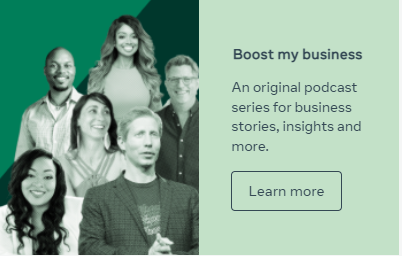 Boost my business
An original podcast
series for business
stories, insights and
more.
Learn more